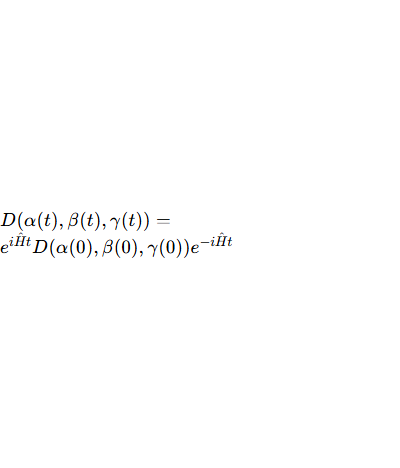 D(α(t), β(t), γ(t)) =
e^{iĤt}D(α(0), β(0), γ(0))e^{−iĤt}